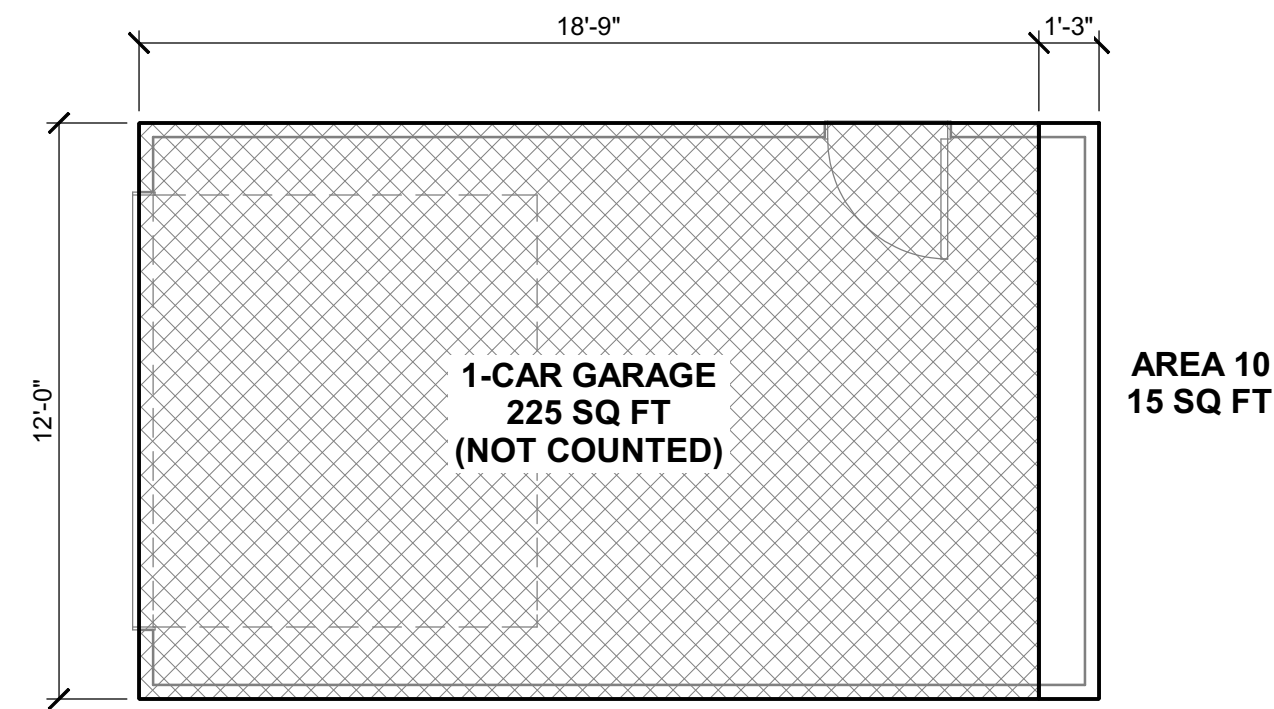 18'-9"
1'-3"
12'-0"
1-CAR GARAGE
225 SQ FT
(NOT COUNTED)
AREA 10
15 SQ FT